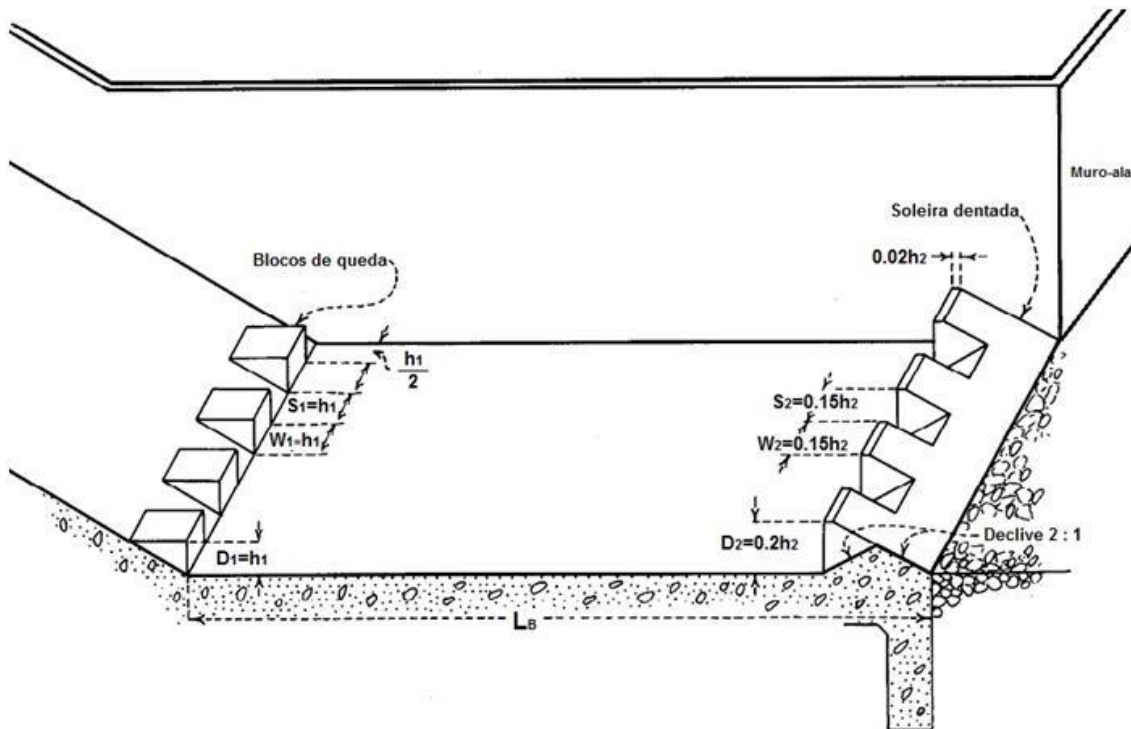 Muro-ala
Soleira dentada
0.02h2
Blocos de queda
h1
2
S1=h1
W1=h1
S2=0.15h2
W2=0.15h2
D1=h1
D2=0.2h2
Declive 2 : 1
LB